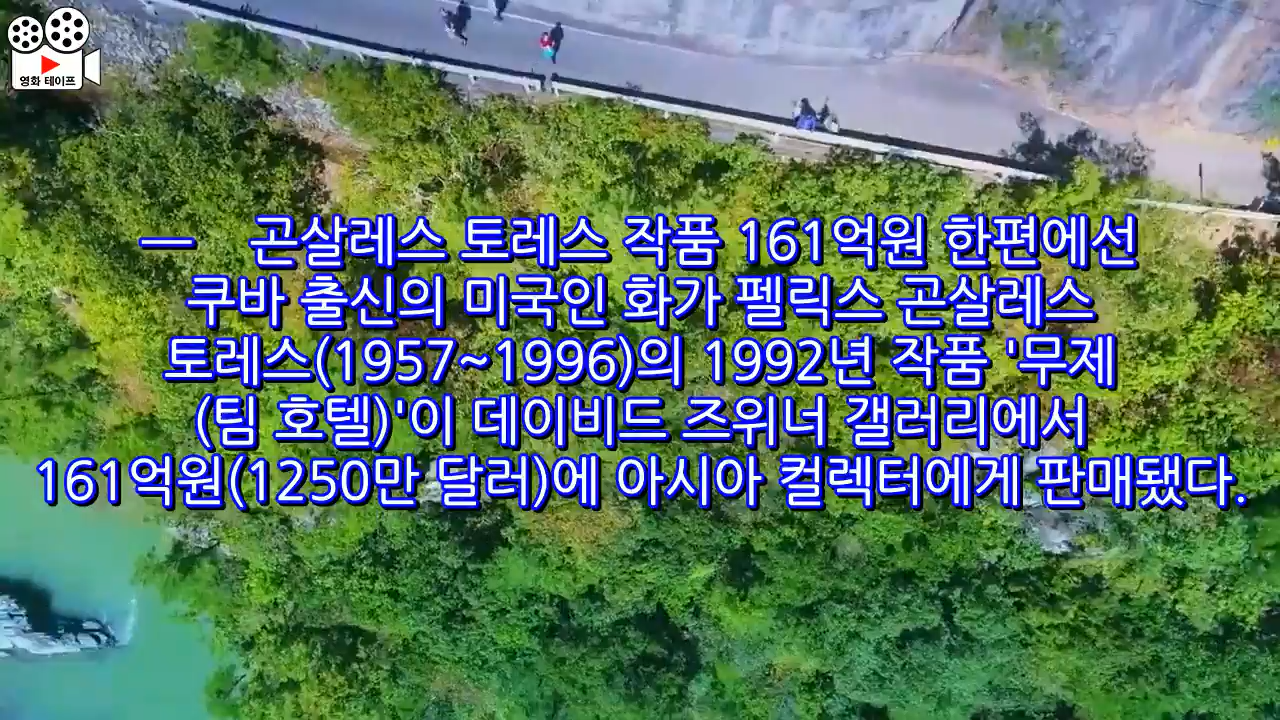 영화 테이프
— 곤살레스 토레스 작품 161억원 한편에선
쿠바 출신의 미국인 화가 펠릭스 곤살레스
토레스(1957~1996)의 1992년 작품 '무제
(팀 호텔)'이 데이비드 즈위너 갤러리에서
161억원(1250만 달러)에 아시아 컬렉터에게 판매됐다.